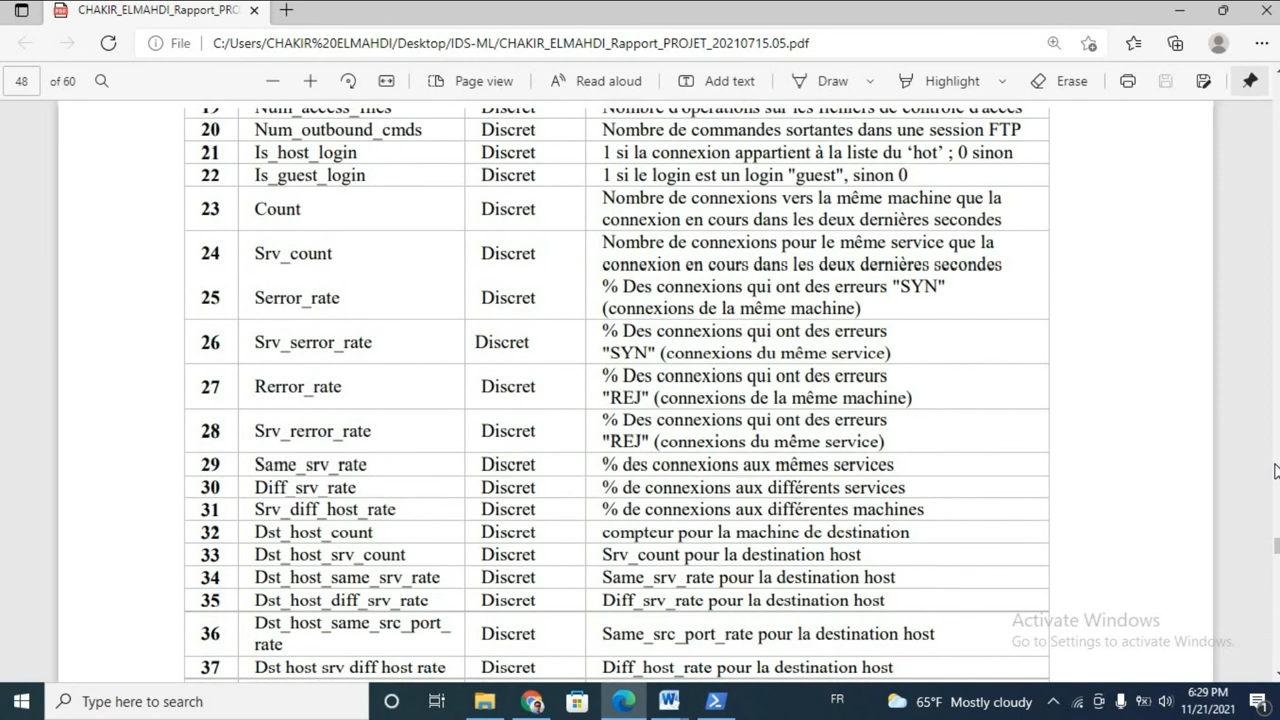 CHAKIR_ELMAHDI_Rapport_PRO
File C:/Users/CHAKIR%20ELMAHDI/Desktop/IDS-ML/CHAKIR_ELMAHDI_Rapport_PROJET_20210715.05.pdf
48 of 60 Page view Read aloud Add text Draw Highlight Erase
19 Num_access_files Discret Nombre d'opérations sur les fichiers de contrôle d'accès
20 Num_outbound_cmds Discret Nombre de commandes sortantes dans une session FTP
21 Is_host_login Discret 1 si la connexion appartient à la liste du ‘hot’ ; 0 sinon
22 Is_guest_login Discret 1 si le login est un login "guest", sinon 0
23 Count Discret Nombre de connexions vers la même machine que la
connexion en cours dans les deux dernières secondes
24 Srv_count Discret Nombre de connexions pour le même service que la
connexion en cours dans les deux dernières secondes
25 Serror_rate Discret % Des connexions qui ont des erreurs "SYN"
(connexions de la même machine)
26 Srv_serror_rate Discret % Des connexions qui ont des erreurs
"SYN" (connexions du même service)
27 Rerror_rate Discret % Des connexions qui ont des erreurs
"REJ" (connexions de la même machine)
28 Srv_rerror_rate Discret % Des connexions qui ont des erreurs
"REJ" (connexions du même service)
29 Same_srv_rate Discret % des connexions aux mêmes services
30 Diff_srv_rate Discret % de connexions aux différents services
31 Srv_diff_host_rate Discret % de connexions aux différentes machines
32 Dst_host_count Discret compteur pour la machine de destination
33 Dst_host_srv_count Discret Srv_count pour la destination host
34 Dst_host_same_srv_rate Discret Same_srv_rate pour la destination host
35 Dst_host_diff_srv_rate Discret Diff_srv_rate pour la destination host
36 Dst_host_same_src_port_
rate Discret Same_src_port_rate pour la destination host
37 Dst host srv diff host rate Discret Diff_host_rate pour la destination host
Activate Windows
Go to Settings to activate Windows.
Type here to search FR 65°F Mostly cloudy 6:29 PM
11/21/2021 1